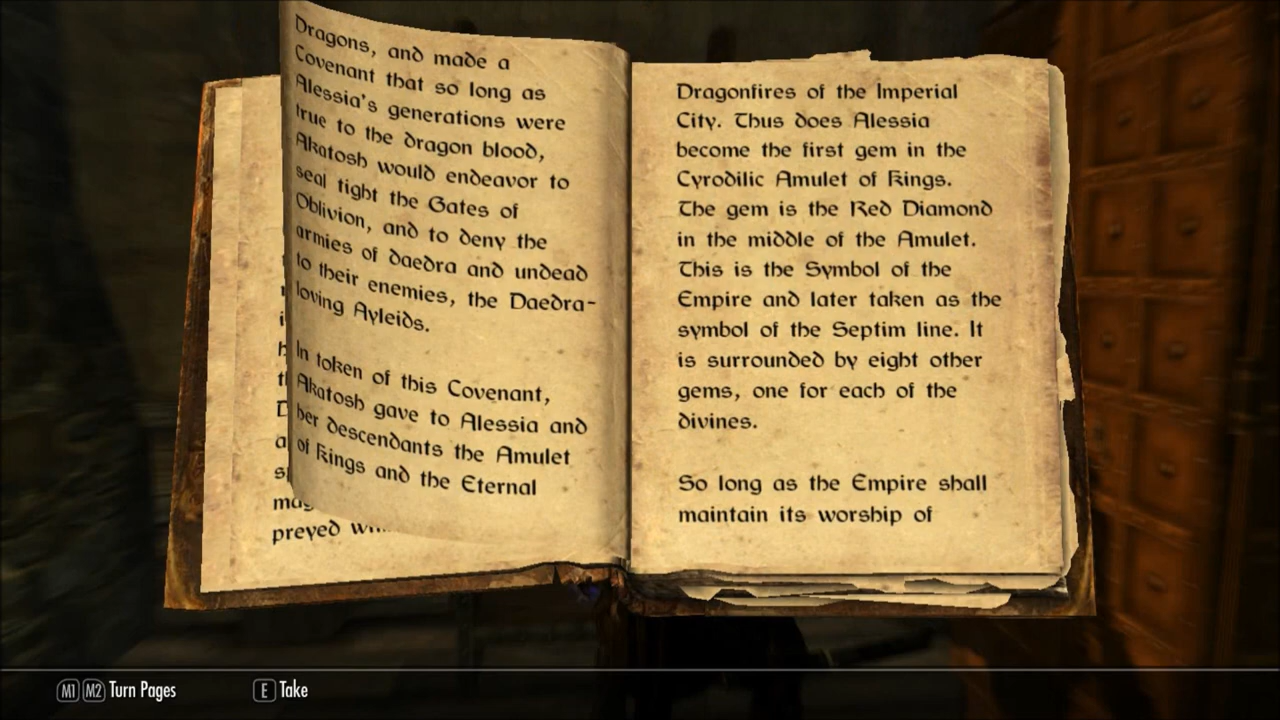 Dragons, and made a
Covenant that so long as
Alessia's generations were
true to the dragon blood,
Akatosh would endeavor to
seal tight the Gates of
Oblivion, and to deny the
armies of daedra and undead
to their enemies, the Daedra-
loving Ayleids.
In token of this Covenant,
Akatosh gave to Alessia and
her descendants the Amulet
of Kings and the Eternal
preyed
Dragonfires of the Imperial
City. Thus does Alessia
become the first gem in the
Cyrodilic Amulet of Kings.
The gem is the Red Diamond
in the middle of the Amulet.
This is the Symbol of the
Empire and later taken as the
symbol of the Septim line. It
is surrounded by eight other
gems, one for each of the
divines.
So long as the Empire shall
maintain its worship of
M1 M2 Turn Pages
E Take